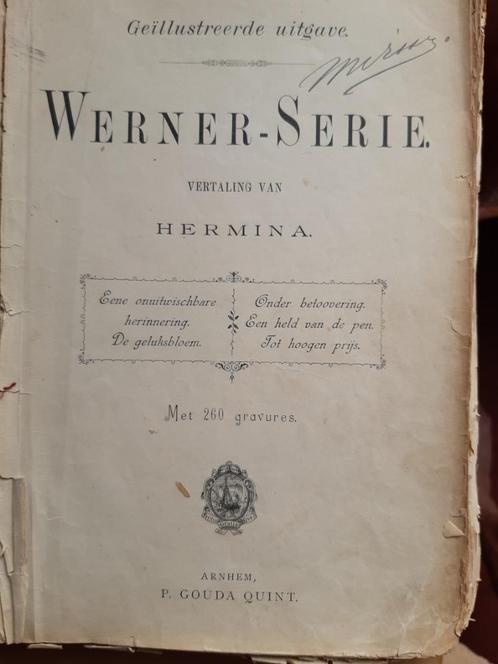 Geïllustreerde uitgave.
WERNER-SERIE.
VERTALING VAN
HERMINA.
Eene onuitwischbare
herinnering.
De geluksbloem.
Onder betoovering.
Een held van de pen.
Tot hoogen prijs.
Met 260 gravures.
ARNHEM,
P. GOUDA QUINT.